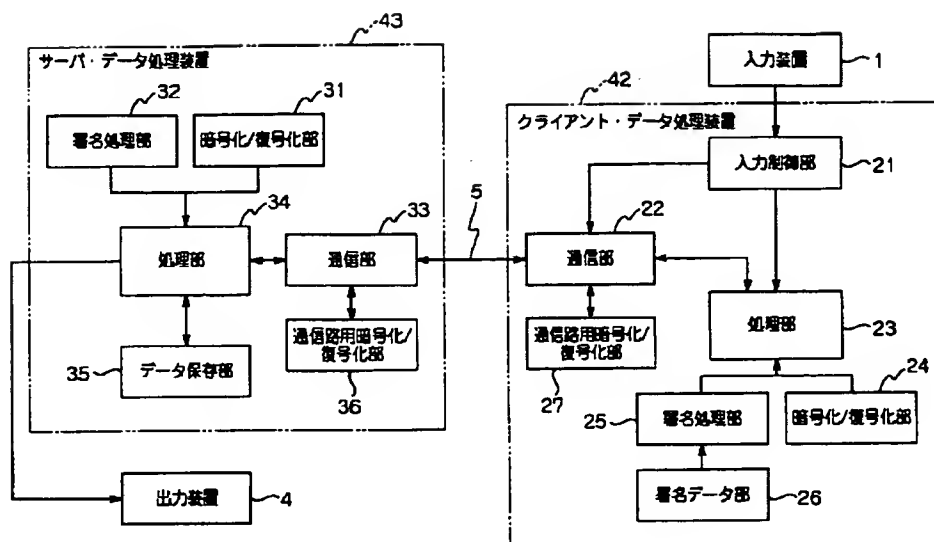 43
サーバ・データ処理装置
32
31
署名処理部
暗号化/復号化部
34
33
処理部
通信部
5
通信路用暗号化/
復号化部
35
データ保存部
36
出力装置
4
入力装置
1
42
クライアント・データ処理装置
入力制御部
21
22
通信部
処理部
23
通信路用暗号化/
復号化部
27
24
25
署名処理部
暗号化/復号化部
署名データ部
26